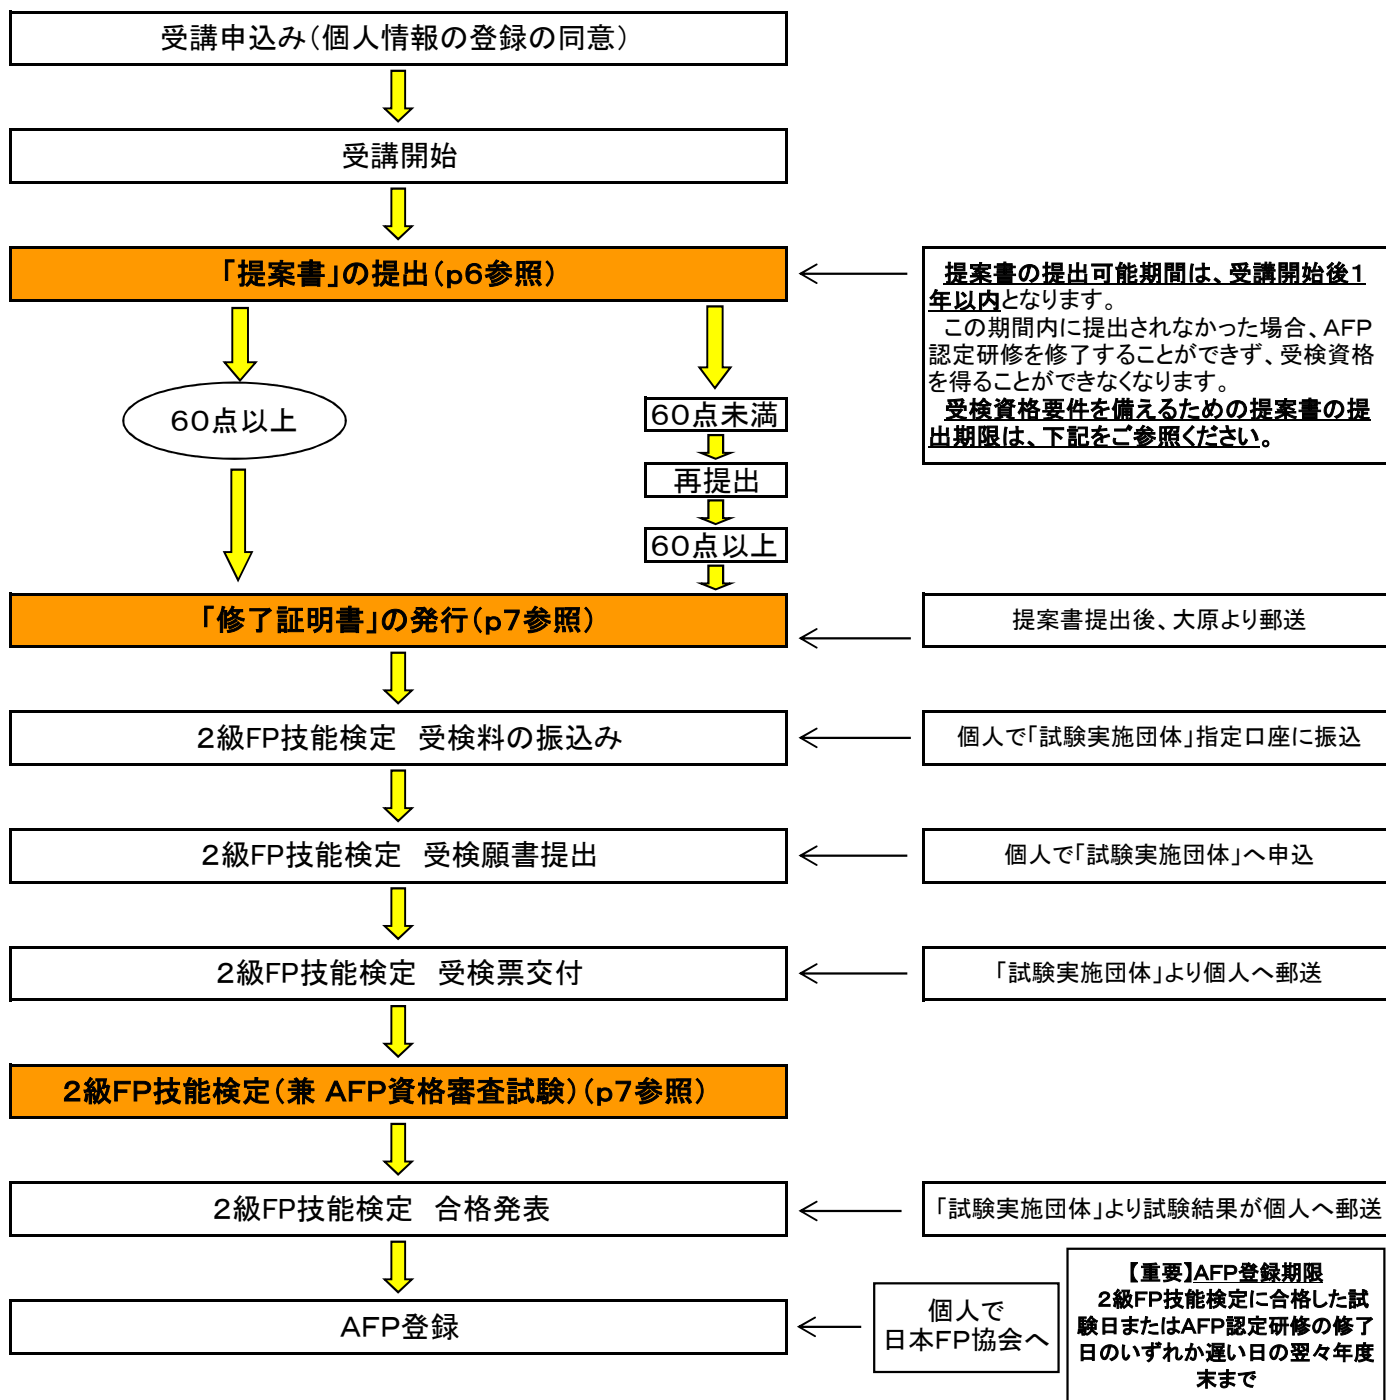 受講申込み（個人情報の登録の同意）
受講開始
「提案書」の提出（p6参照）
提案書の提出可能期間は、受講開始後１
年以内となります。
この期間内に提出されなかった場合、AFP
認定研修を修了することができず、受検資格
を得ることができなくなります。
受検資格要件を備えるための提案書の提
出期限は、下記をご参照ください。
６０点以上
６０点未満
再提出
６０点以上
「修了証明書」の発行（p7参照）
提案書提出後、大原より郵送
２級FP技能検定　受検料の振込み
個人で「試験実施団体」指定口座に振込
２級FP技能検定　受検願書提出
個人で「試験実施団体」へ申込
２級FP技能検定　受検票交付
「試験実施団体」より個人へ郵送
２級FP技能検定（兼 AFP資格審査試験）（p7参照）
２級FP技能検定　合格発表
「試験実施団体」より試験結果が個人へ郵送
AFP登録
個人で
日本FP協会へ
【重要】AFP登録期限
２級FP技能検定に合格した試
験日またはAFP認定研修の修了
日のいずれか遅い日の翌々年度
末まで